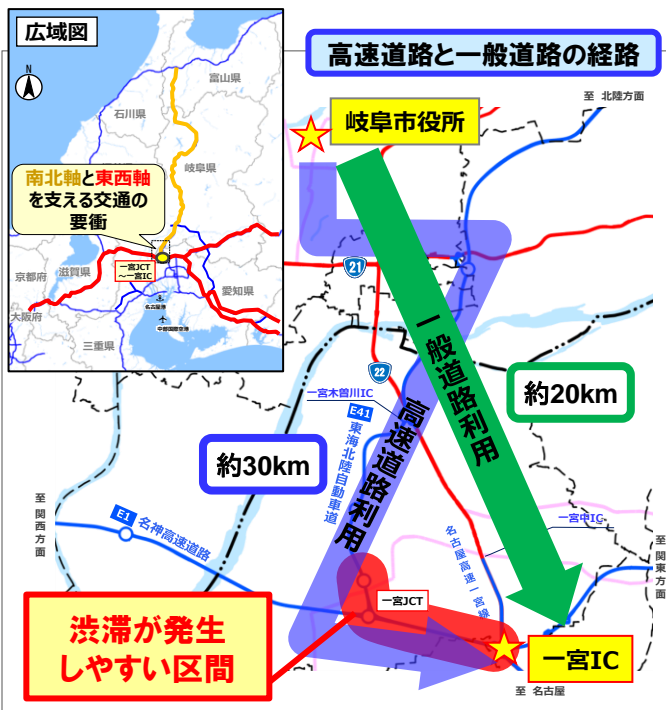 広域図
N
富山県
石川県
岐阜県
南北軸と東西軸
を支える交通の
要衝
一宮JCT
～一宮IC
京都府
滋賀県
愛知県
大阪府
三重県
名古屋港
中部国際空港
高速道路と一般道路の経路
至 北陸方面
岐阜市役所
21
22
一般道路利用
高速道路利用
約20km
約30km
一宮木曽川IC
E41
東海北陸自動車道
至 関西方面
E1 名神高速道路
名古屋高速一宮線
一宮中IC
至 関東方面
一宮JCT
渋滞が発生
しやすい区間
一宮IC
至 名古屋